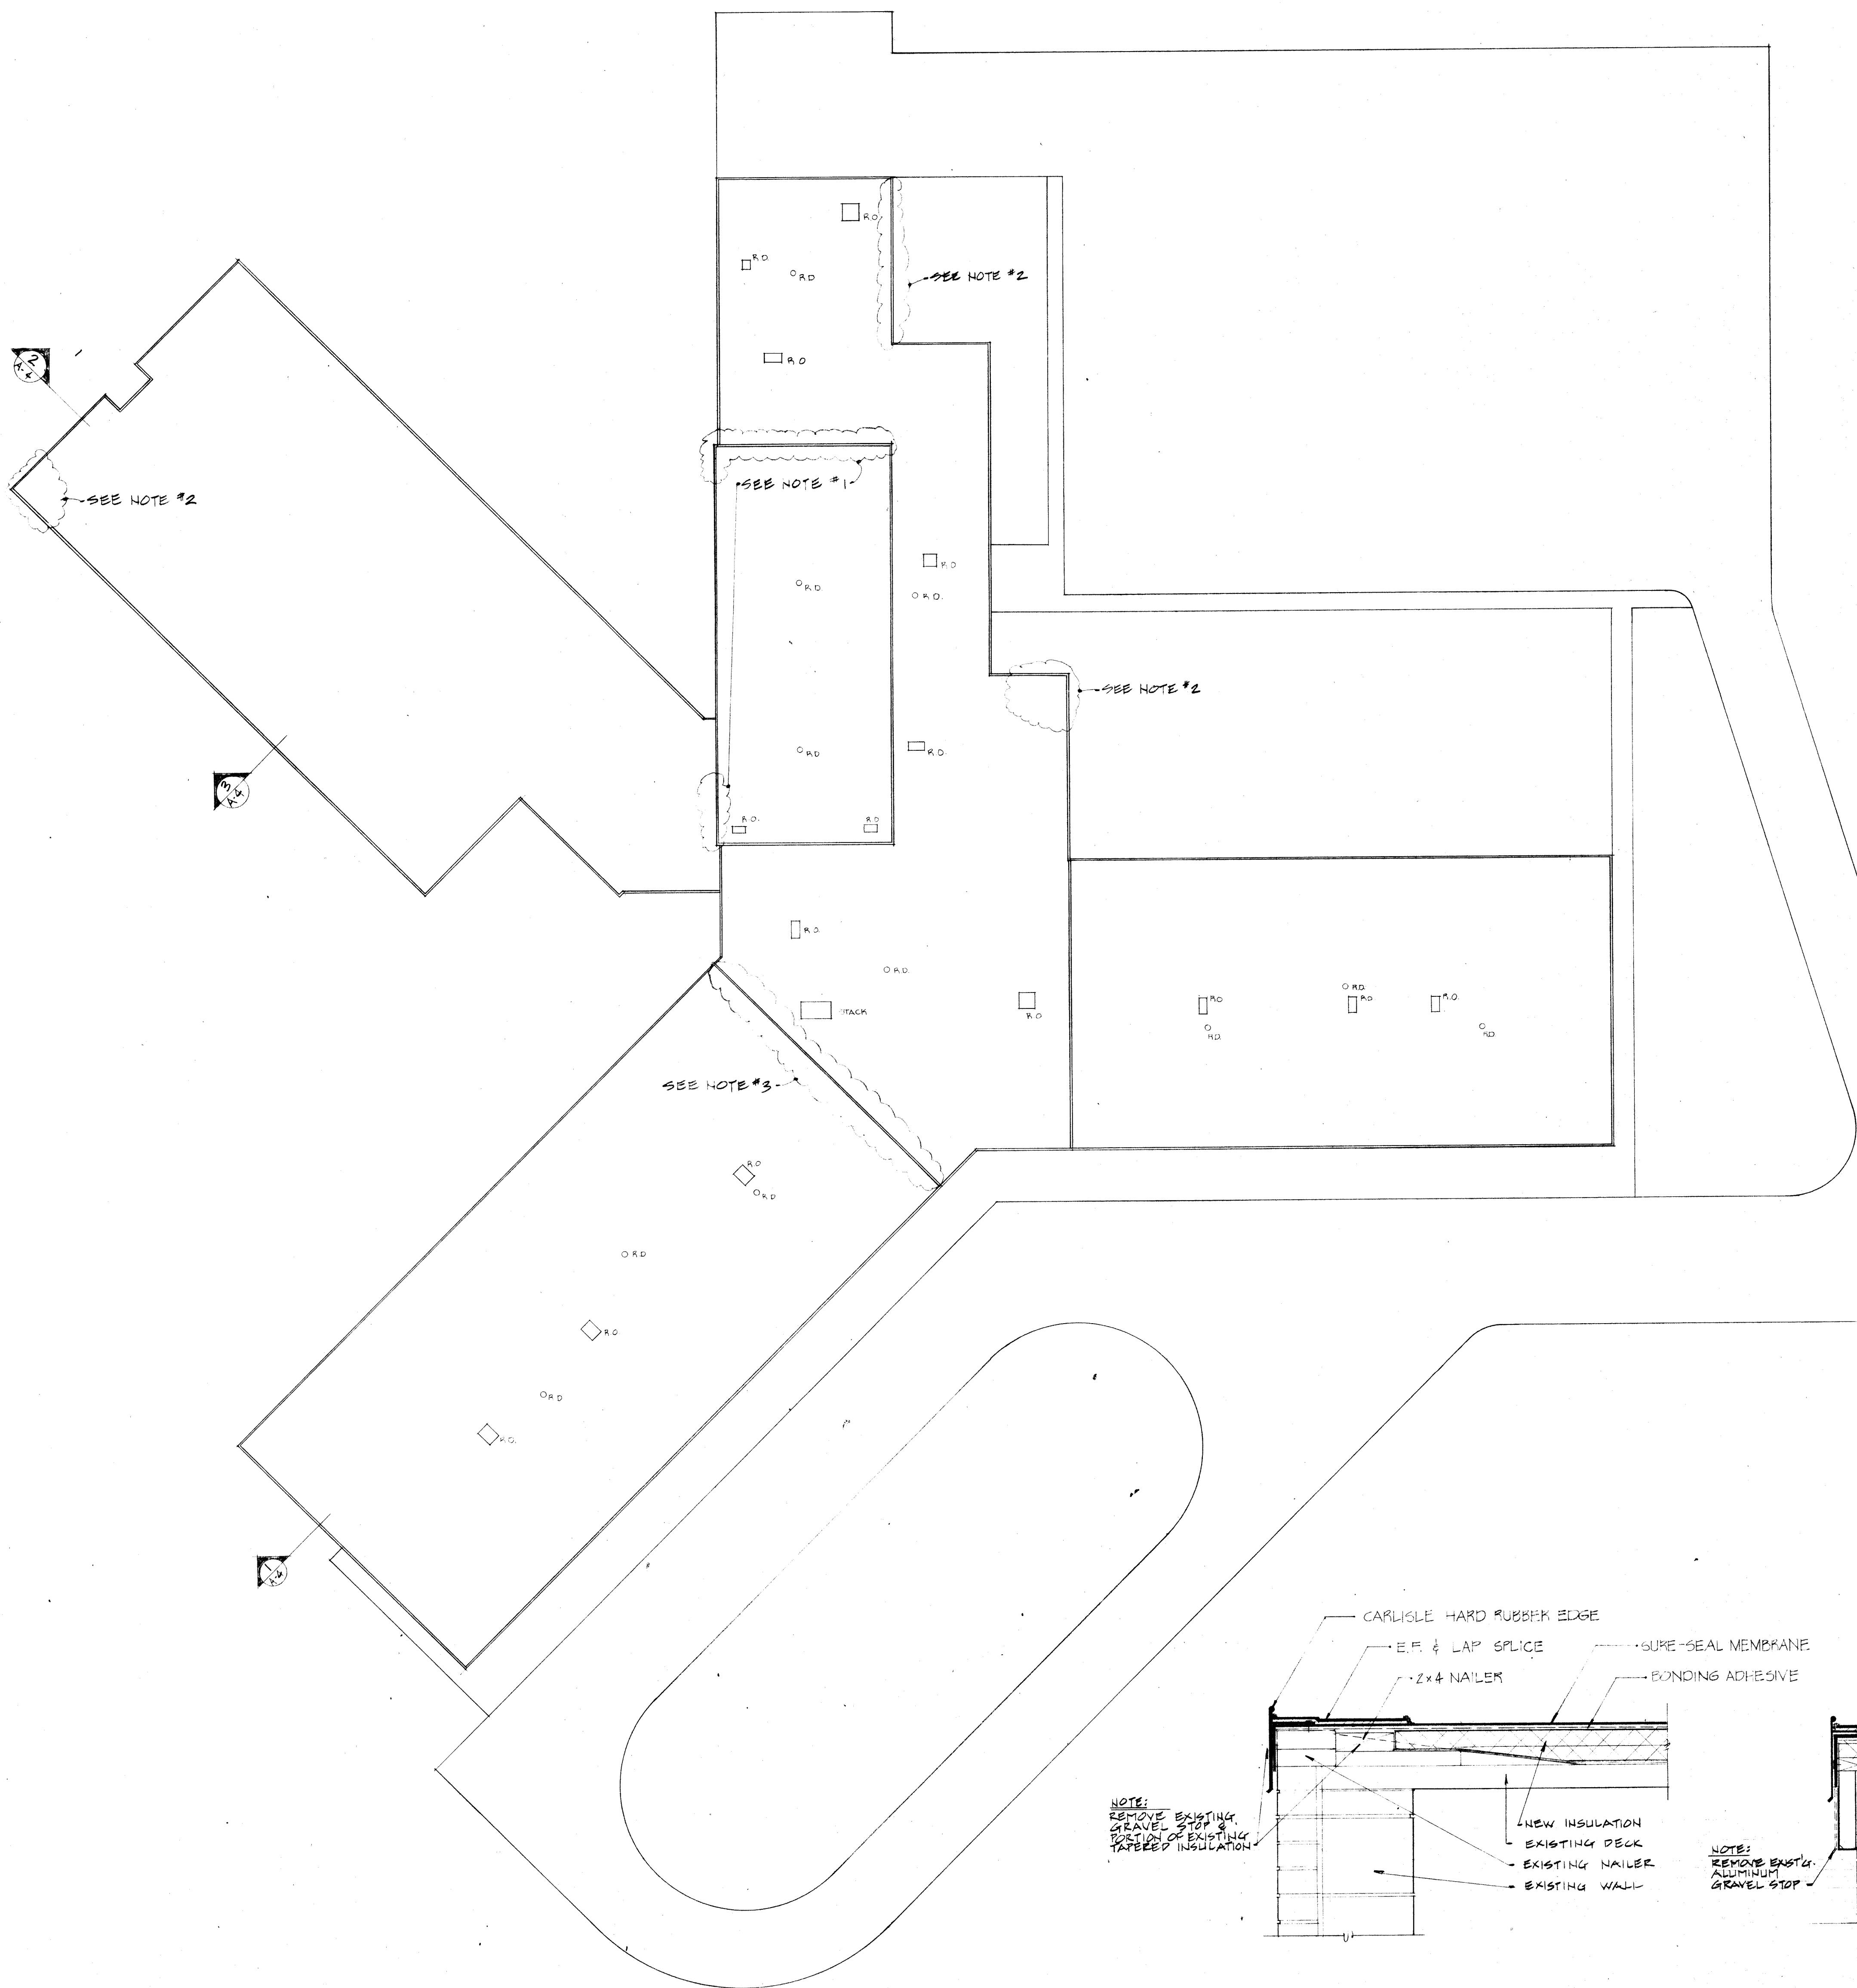 R.O.
R.D.
O R.D
SEE NOTE #2
R.O
2
A-4
SEE NOTE #1
SEE NOTE #2
R.D.
R.O
R.D.
SEE NOTE #2
R.D
R.O.
3
A-4
R.O.
R.O
R.O.
R.D.
R.D.
R.O
R.O.
R.D.
R.O
R.O
R.D.
STACK
R.D.
SEE NOTE #3
R.O
R.D
R.D
R.O
R.D
R.O.
1
A-4
CARLISLE HARD RUBBER EDGE
E.F. & LAP SPLICE
SURE-SEAL MEMBRANE
2x4 NAILER
BONDING ADHESIVE
NOTE:
REMOVE EXISTING
GRAVEL STOP &
PORTION OF EXISTING
TAPERED INSULATION
NEW INSULATION
EXISTING DECK
EXISTING NAILER
EXISTING WALL
NOTE:
REMOVE EXIST'G.
ALUMINUM
GRAVEL STOP